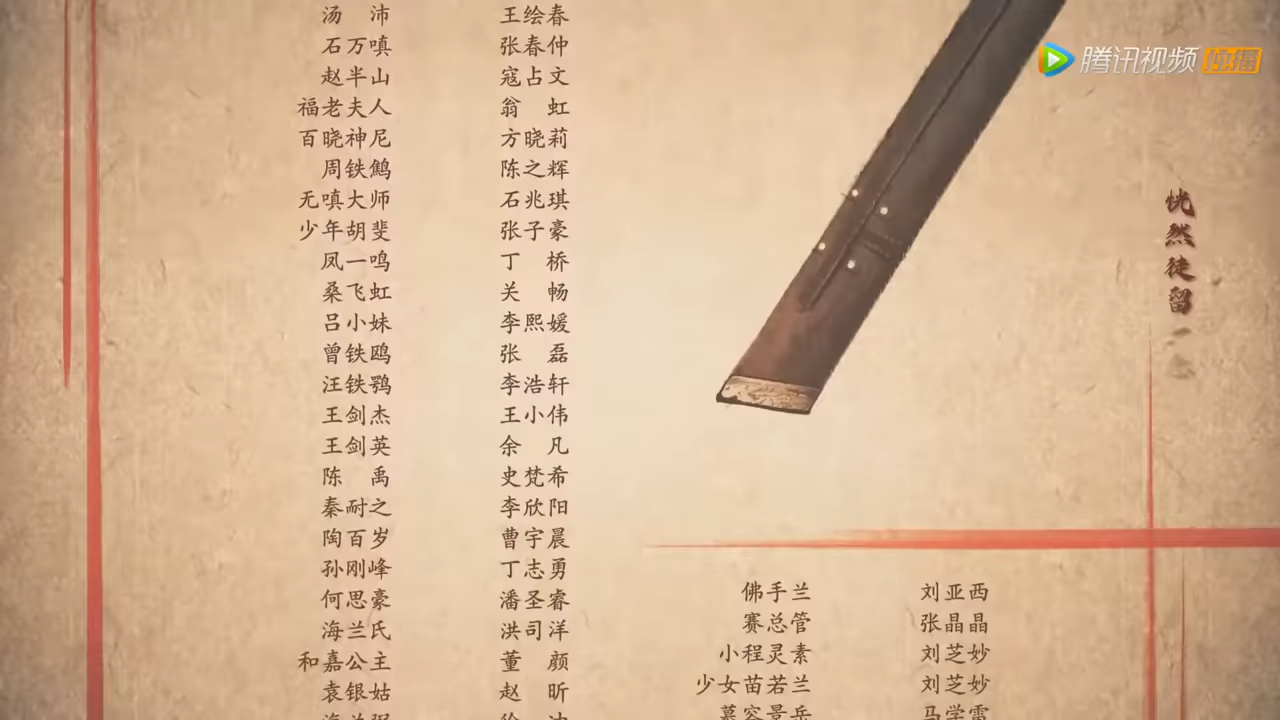 汤沛 王绘春
石万嗔 张春仲
赵半山 寇占文
福老夫人 翁虹
百晓神尼 方晓莉
周铁鹪 陈之辉
无嗔大师 石兆琪
少年胡斐 张子豪
凤一鸣 丁桥
桑飞虹 关畅
吕小妹 李熙媛
曾铁鸥 张磊
汪铁鹗 李浩轩
王剑杰 王小伟
王剑英 余凡
陈禹 史梵希
秦耐之 李欣阳
陶百岁 曹宇晨
孙刚峰 丁志勇
何思豪 潘圣睿
海兰氏 洪司洋
和嘉公主 董颜
袁银姑 赵昕
腾讯视频 独播
恍然徒留一念
佛手兰 刘亚西
赛总管 张晶晶
小程灵素 刘芝妙
少女苗若兰 刘芝妙
慕容景岳 马学雷